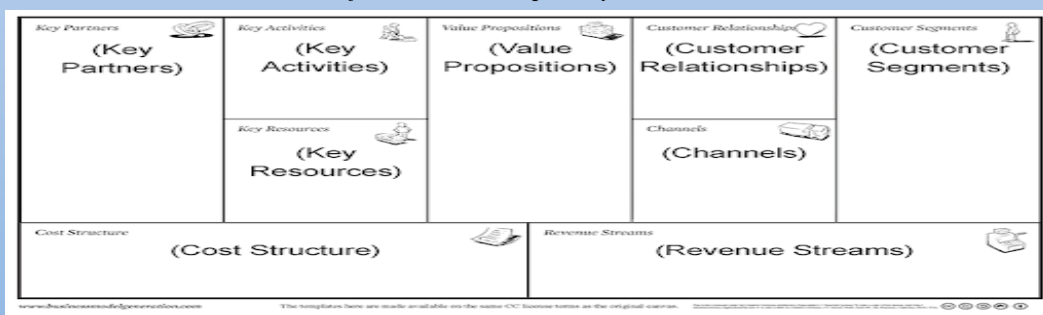 Key Partners
(Key
Partners)
Key Activities
(Key
Activities)
Value Propositions
(Value
Propositions)
Customer Relationships
(Customer
Relationships)
Customer Segments
(Customer
Segments)
Key Resources
(Key
Resources)
Channels
(Channels)
Cost Structure
(Cost Structure)
Revenue Streams
(Revenue Streams)
www.businessmodelgeneration.com
The templates here are made available on the same CC license terms as the original canvas.